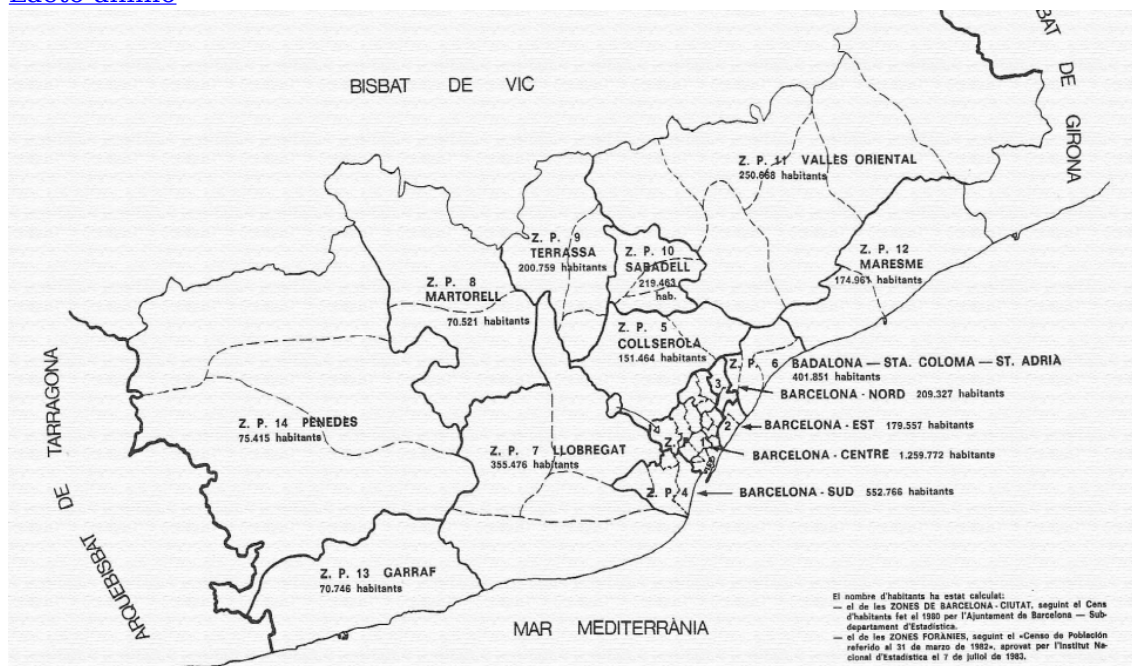 BISBAT DE VIC
BAT DE GIRONA
Z. P. 11 VALLÈS ORIENTAL
250.668 habitants
Z. P. 9
TERRASSA
200.759 habitants
Z. P. 10
SABADELL
219.463
hab.
Z. P. 12
MARESME
174.961 habitants
Z. P. 8
MARTORELL
70.521 habitants
Z. P. 5
COLLSEROLA
151.464 habitants
Z. P. 6 BADALONA — STA. COLOMA — ST. ADRIÀ
401.851 habitants
3
BARCELONA - NORD 209.327 habitants
2
BARCELONA - EST 179.557 habitants
Z. P. 1
BARCELONA - CENTRE 1.259.772 habitants
Z. P. 4
BARCELONA - SUD 552.766 habitants
Z. P. 14 PENEDÈS
75.415 habitants
Z. P. 7 LLOBREGAT
355.476 habitants
Z. P. 13 GARRAF
70.746 habitants
ARQUEBISBAT DE TARRAGONA
MAR MEDITERRÀNIA
El nombre d'habitants ha estat calculat:
— el de les ZONES DE BARCELONA - CIUTAT, seguint el Cens
d'habitants fet el 1980 per l'Ajuntament de Barcelona — Sub-
departament d'Estadística.
— el de les ZONES FORÀNIES, seguint el «Censo de Población
referido al 31 de marzo de 1982», aprovat per l'Institut Na-
cional d'Estadística el 7 de juliol de 1983.